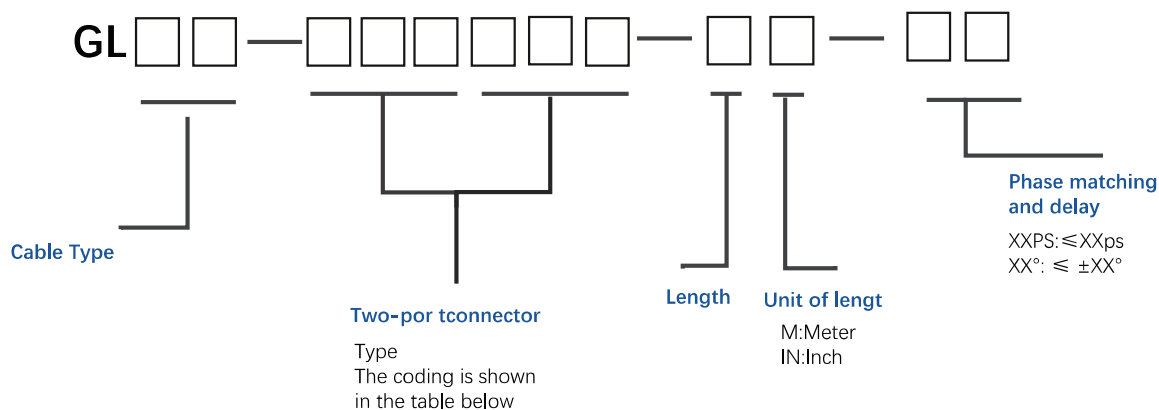 GL
Phase matching
and delay
XXPS:≤XXps
XX°: ≤ ±XX°
Cable Type
Length
Unit of lengt
M:Meter
IN:Inch
Two-por tconnector
Type
The coding is shown
in the table below